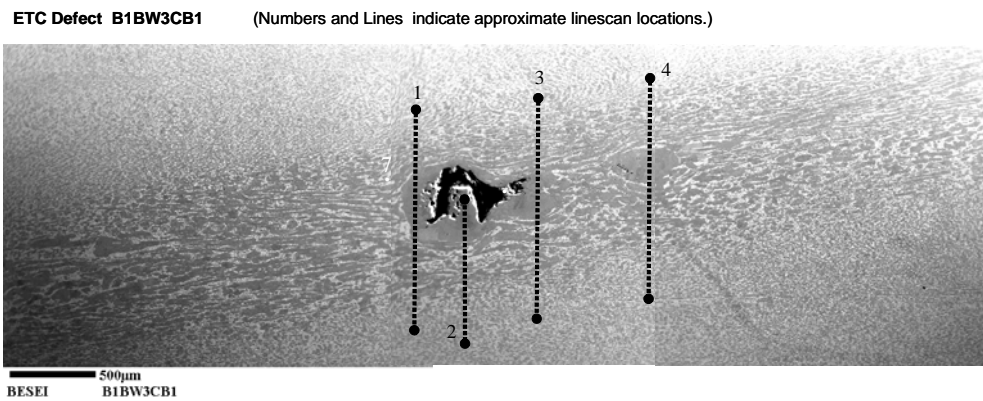 ETC Defect B1BW3CB1 (Numbers and Lines indicate approximate linescan locations.)
1
3
4
7
2
500µm
BESEI B1BW3CB1